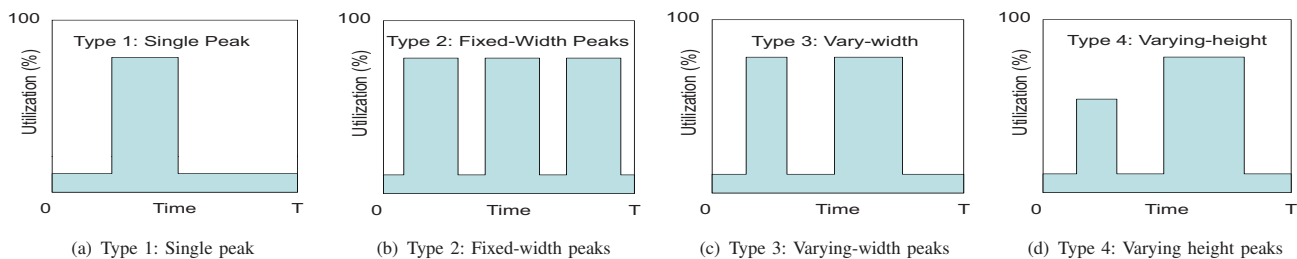 100
Type 1: Single Peak
Utilization (%)
0 Time T
(a) Type 1: Single peak
100
Type 2: Fixed-Width Peaks
Utilization (%)
0 Time T
(b) Type 2: Fixed-width peaks
100
Type 3: Vary-width
Utilization (%)
0 Time T
(c) Type 3: Varying-width peaks
100
Type 4: Varying-height
Utilization (%)
0 Time T
(d) Type 4: Varying height peaks